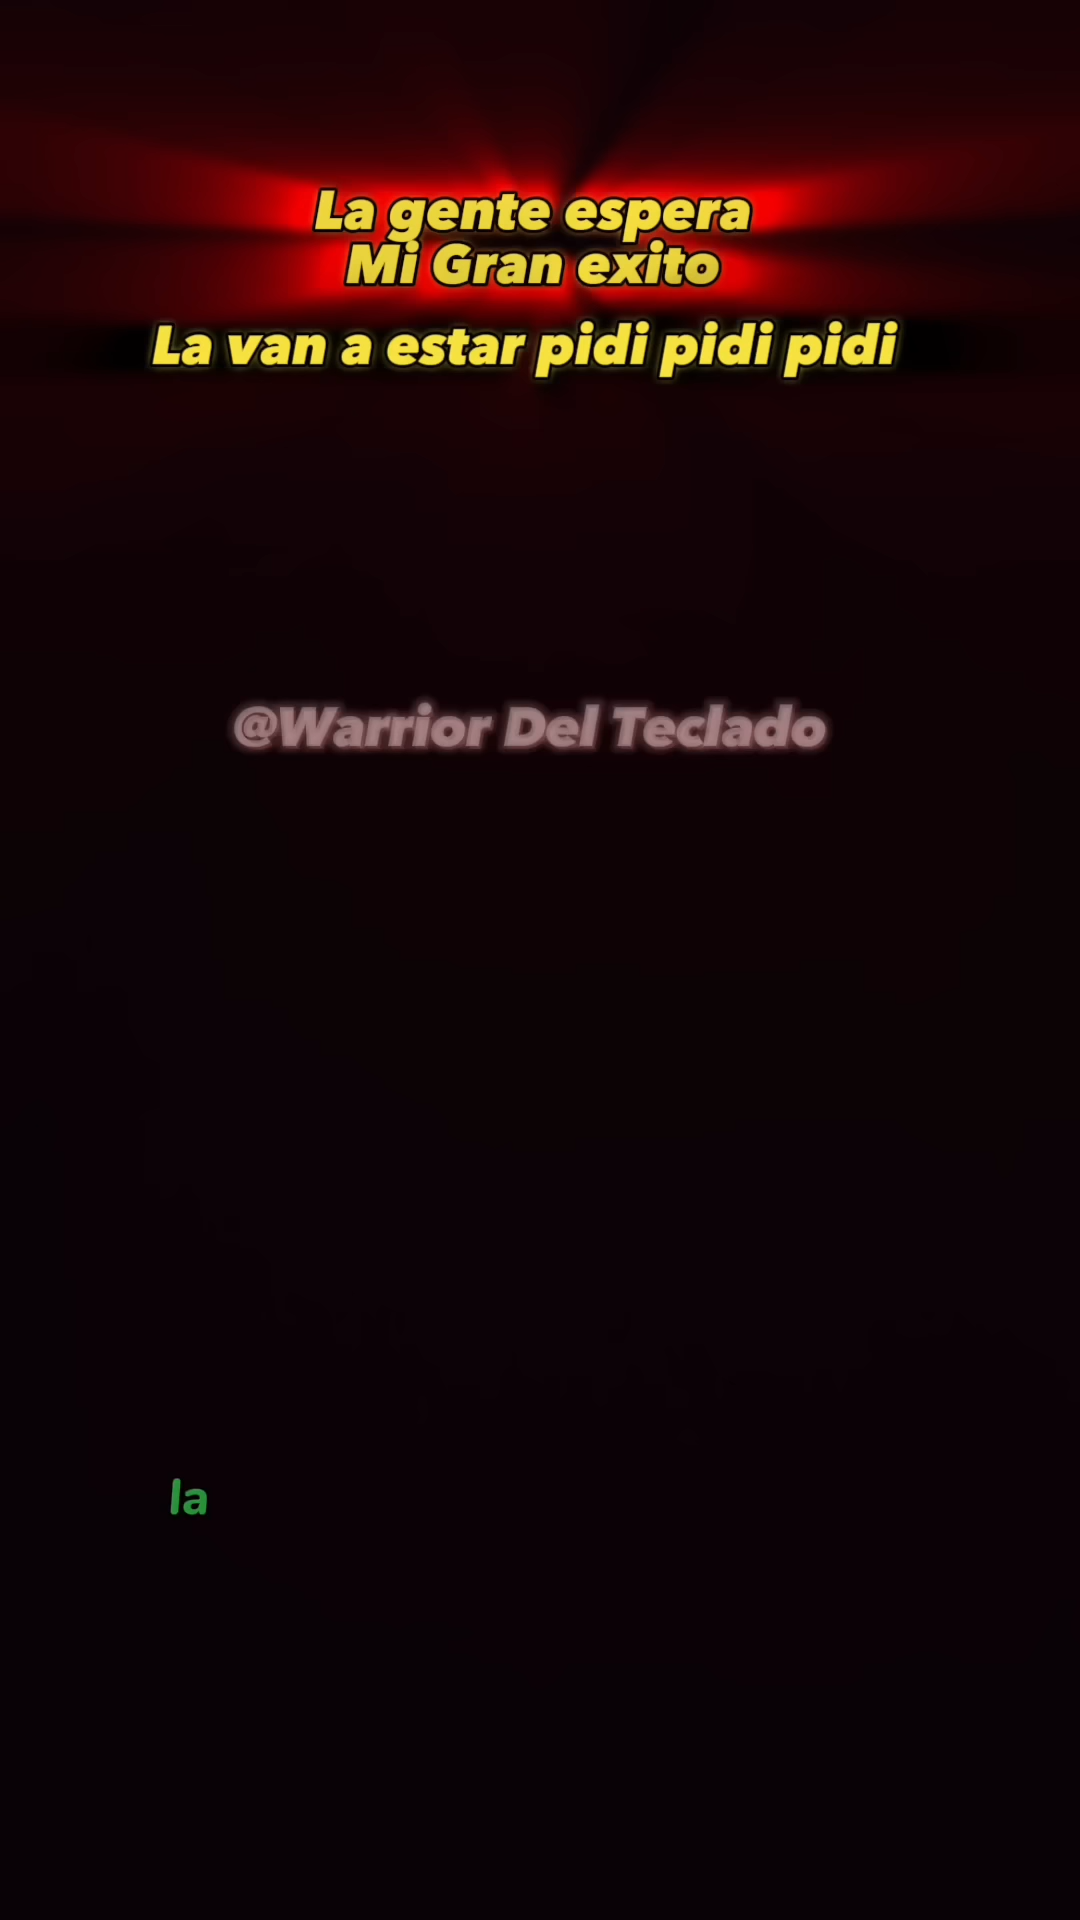 La gente espera
Mi Gran exito
La van a estar pidi pidi pidi
@Warrior Del Teclado
la